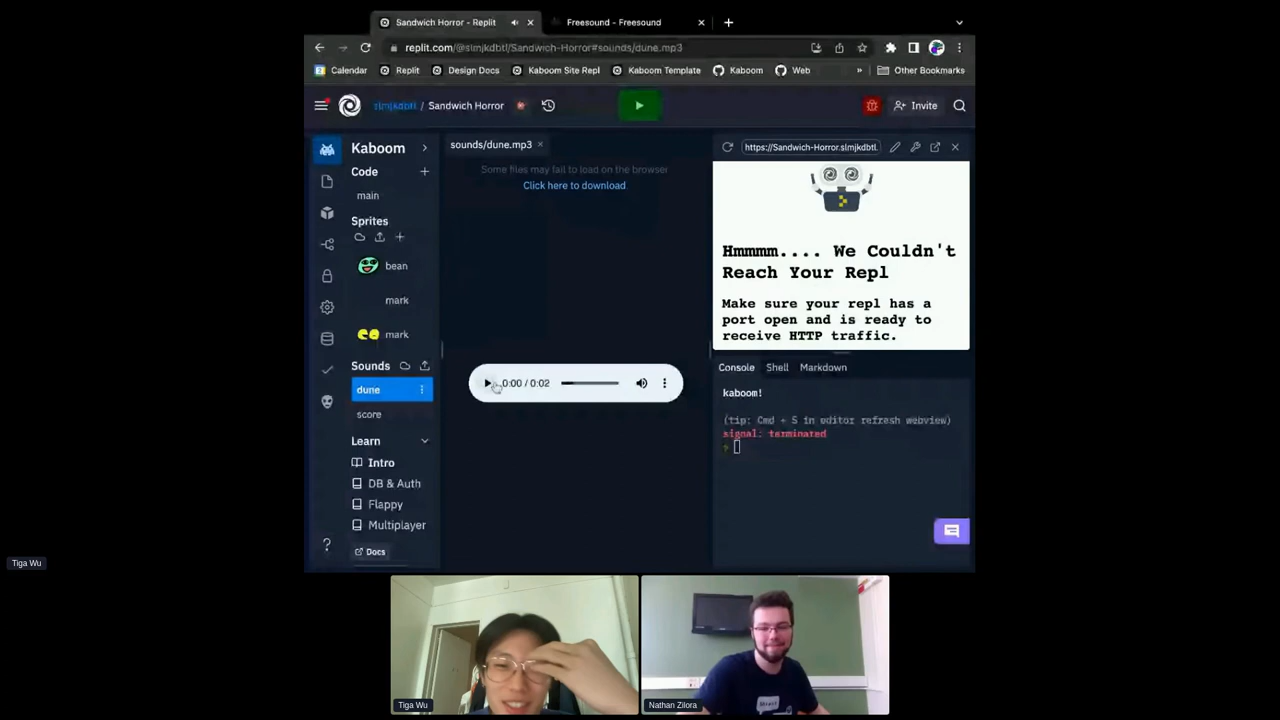 Sandwich Horror - Replit
Freesound - Freesound
replit.com/@slmjkdbtl/Sandwich-Horror#sounds/dune.mp3
Calendar
Replit
Design Docs
Kaboom Site Repl
Kaboom Template
Kaboom
Web
»
Other Bookmarks
slmjkdbtl / Sandwich Horror
Invite
Kaboom
Code
main
Sprites
bean
mark
mark
Sounds
dune
score
Learn
Intro
DB & Auth
Flappy
Multiplayer
Docs
sounds/dune.mp3
Some files may fail to load on the browser
Click here to download
0:00 / 0:02
https://Sandwich-Horror.slmjkdbtl.
Hmmmm.... We Couldn't
Reach Your Repl
Make sure your repl has a
port open and is ready to
receive HTTP traffic.
Console
Shell
Markdown
kaboom!
(tip: Cmd + S in editor refresh webview)
signal: terminated
?
Tiga Wu
Tiga Wu
Nathan Zilora